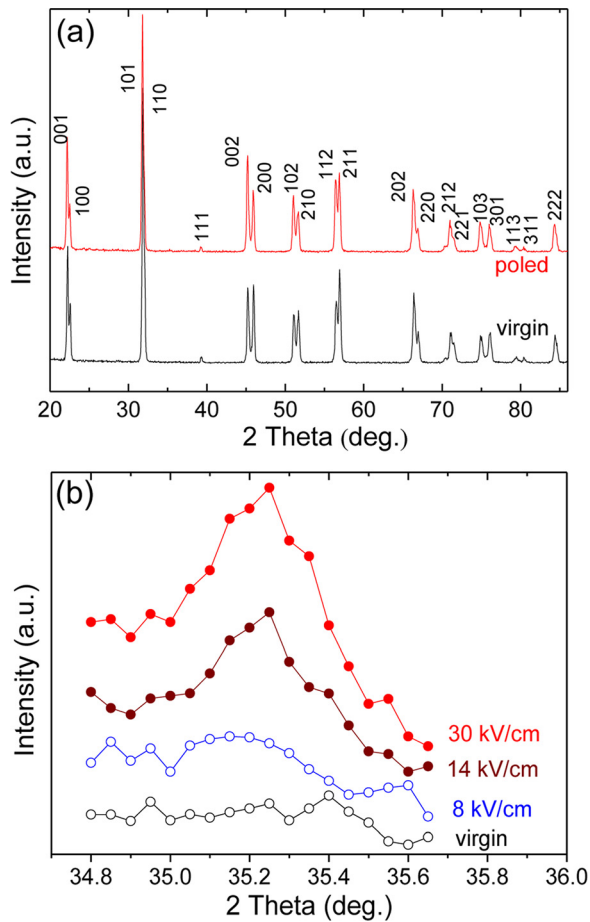 (a)
Intensity (a.u.)
001
100
101
110
111
002
200
102
210
112
211
202
220
212
221
103
301
113
311
222
poled
virgin
20 30 40 50 60 70 80
2 Theta (deg.)
(b)
Intensity (a.u.)
30 kV/cm
14 kV/cm
8 kV/cm
virgin
34.8 35.0 35.2 35.4 35.6 35.8 36.0
2 Theta (deg.)